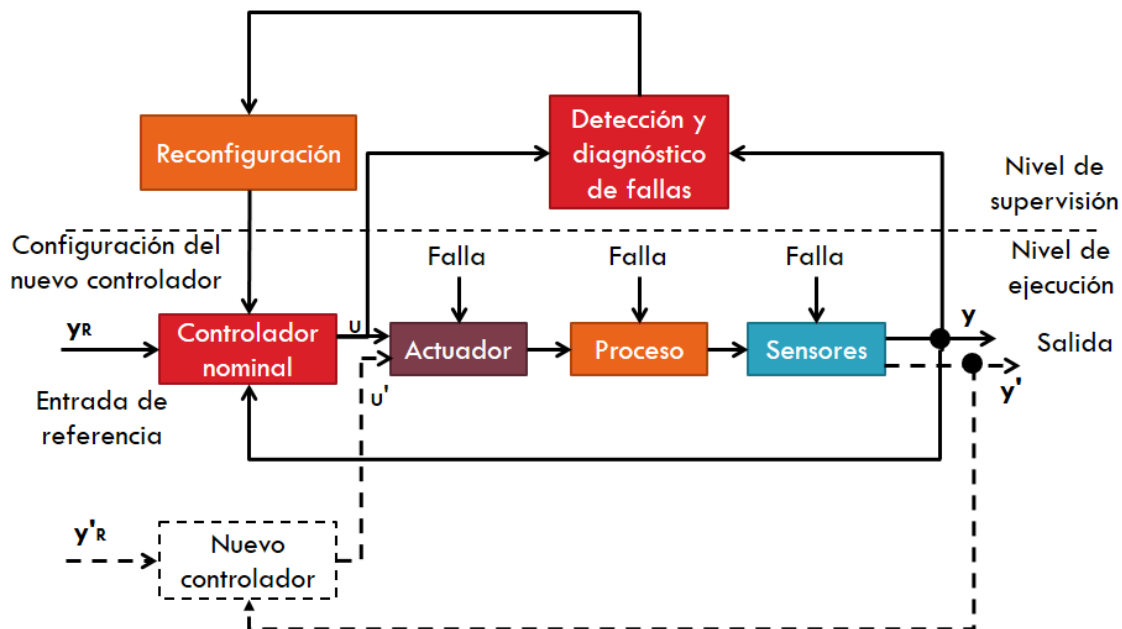 Reconfiguración
Detección y
diagnóstico
de fallas
Nivel de
supervisión
Configuración del
nuevo controlador
Falla
Falla
Falla
Nivel de
ejecución
yR
Controlador
nominal
u
Actuador
Proceso
Sensores
y
Salida
u'
y'
Entrada de
referencia
y'R
Nuevo
controlador